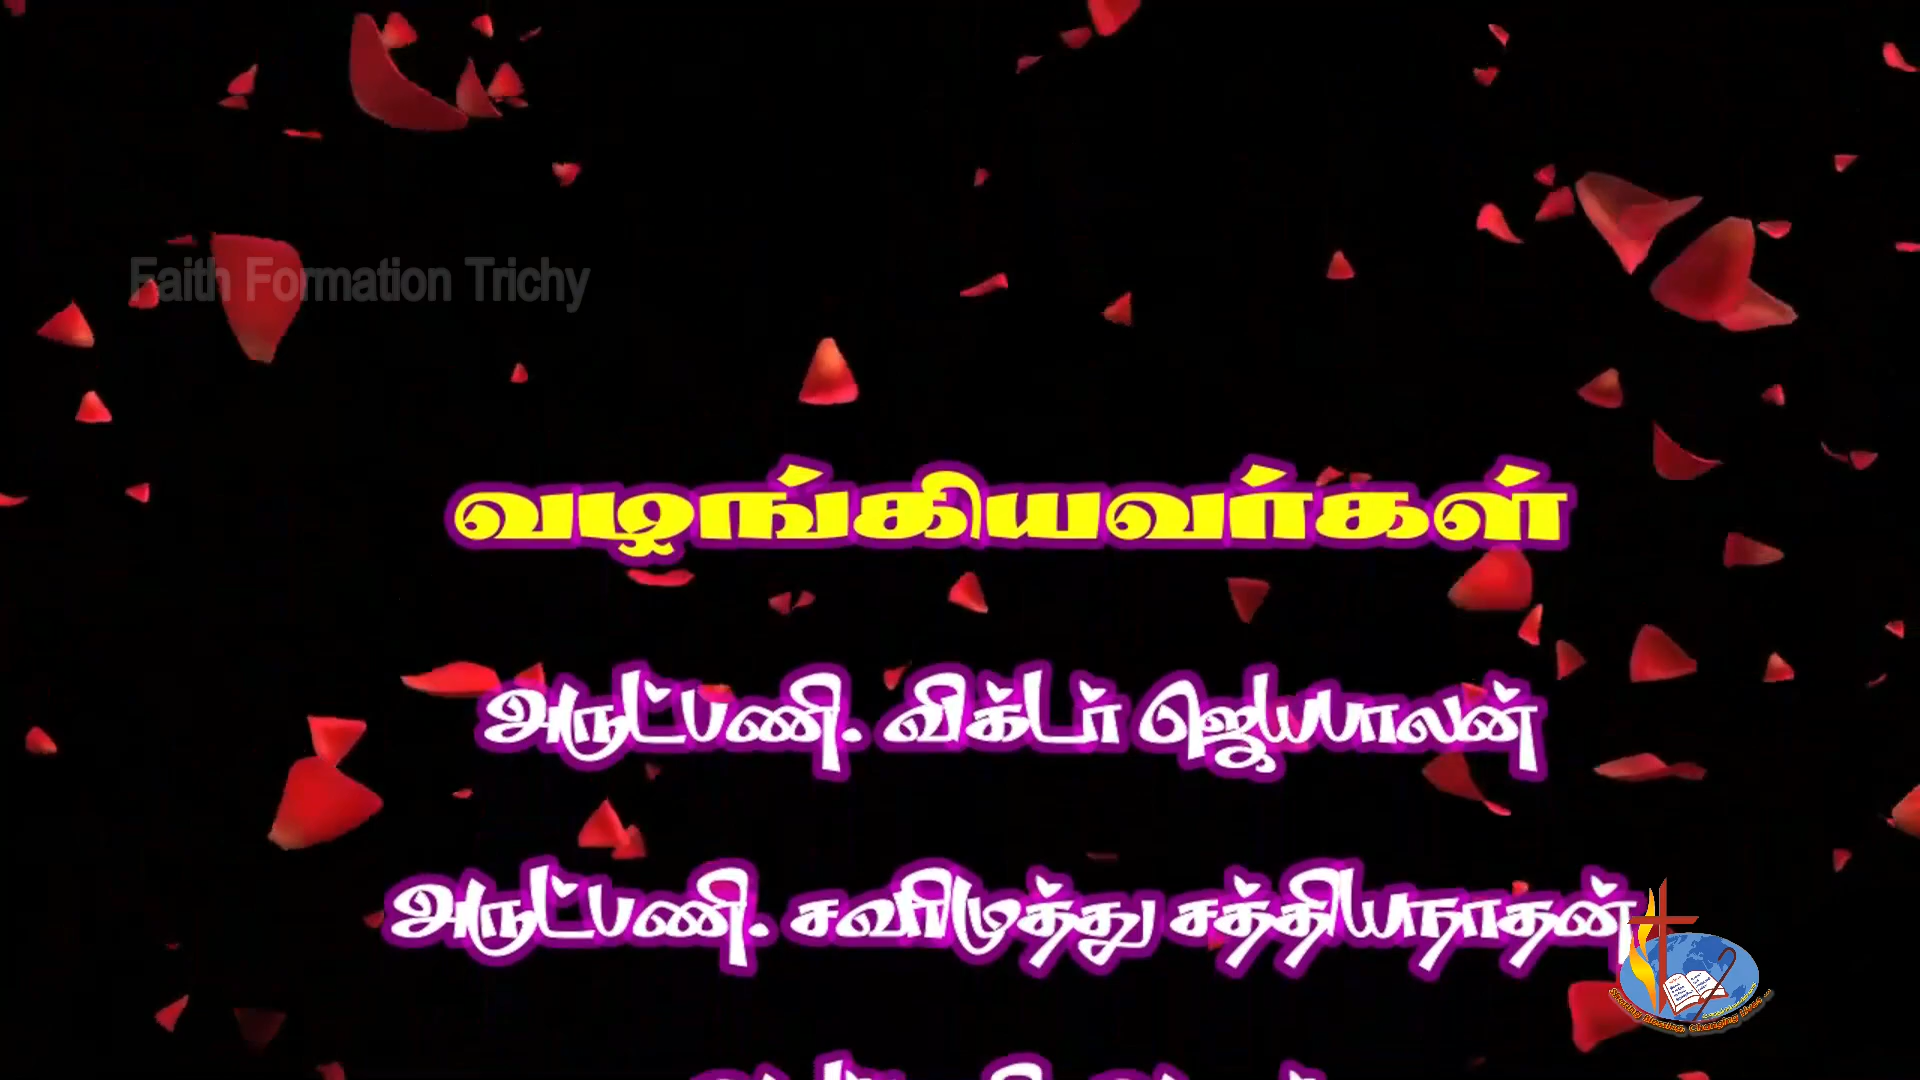 Faith Formation Trichy
வழங்கியவர்கள்
அருட்பணி. விக்டர் ஜெயபாலன்
அருட்பணி. சவரிமுத்து சத்தியநாதன்